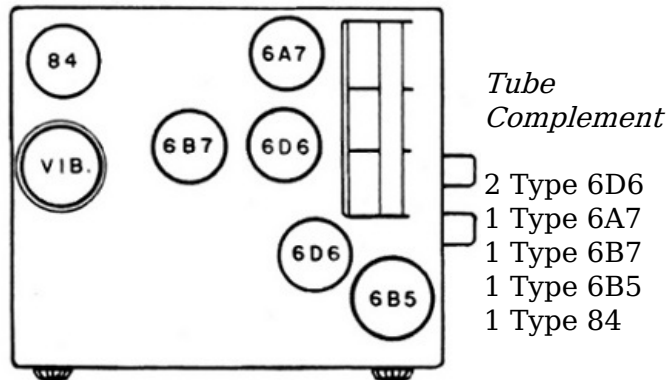 84
6A7
6B7
6D6
VIB.
6D6
6B5
Tube
Complement
2 Type 6D6
1 Type 6A7
1 Type 6B7
1 Type 6B5
1 Type 84